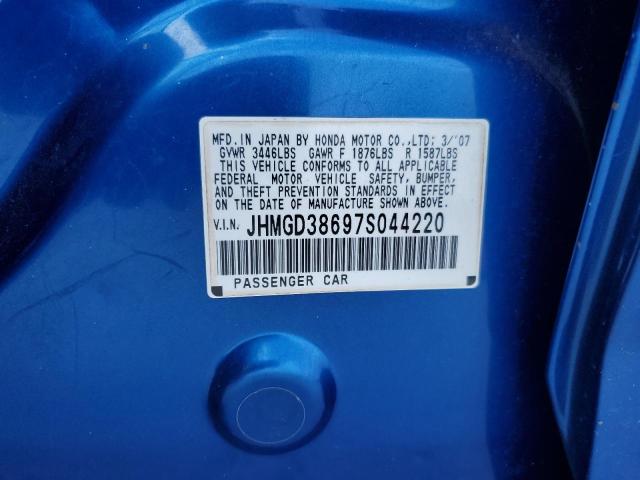 MFD. IN JAPAN BY HONDA MOTOR CO., LTD: 3/'07
GVWR 3446LBS GAWR F 1876LBS R 1587LBS
THIS VEHICLE CONFORMS TO ALL APPLICABLE
FEDERAL MOTOR VEHICLE SAFETY, BUMPER,
AND THEFT PREVENTION STANDARDS IN EFFECT
ON THE DATE OF MANUFACTURE SHOWN ABOVE.
V.I.N. JHMGD38697S044220
PASSENGER CAR